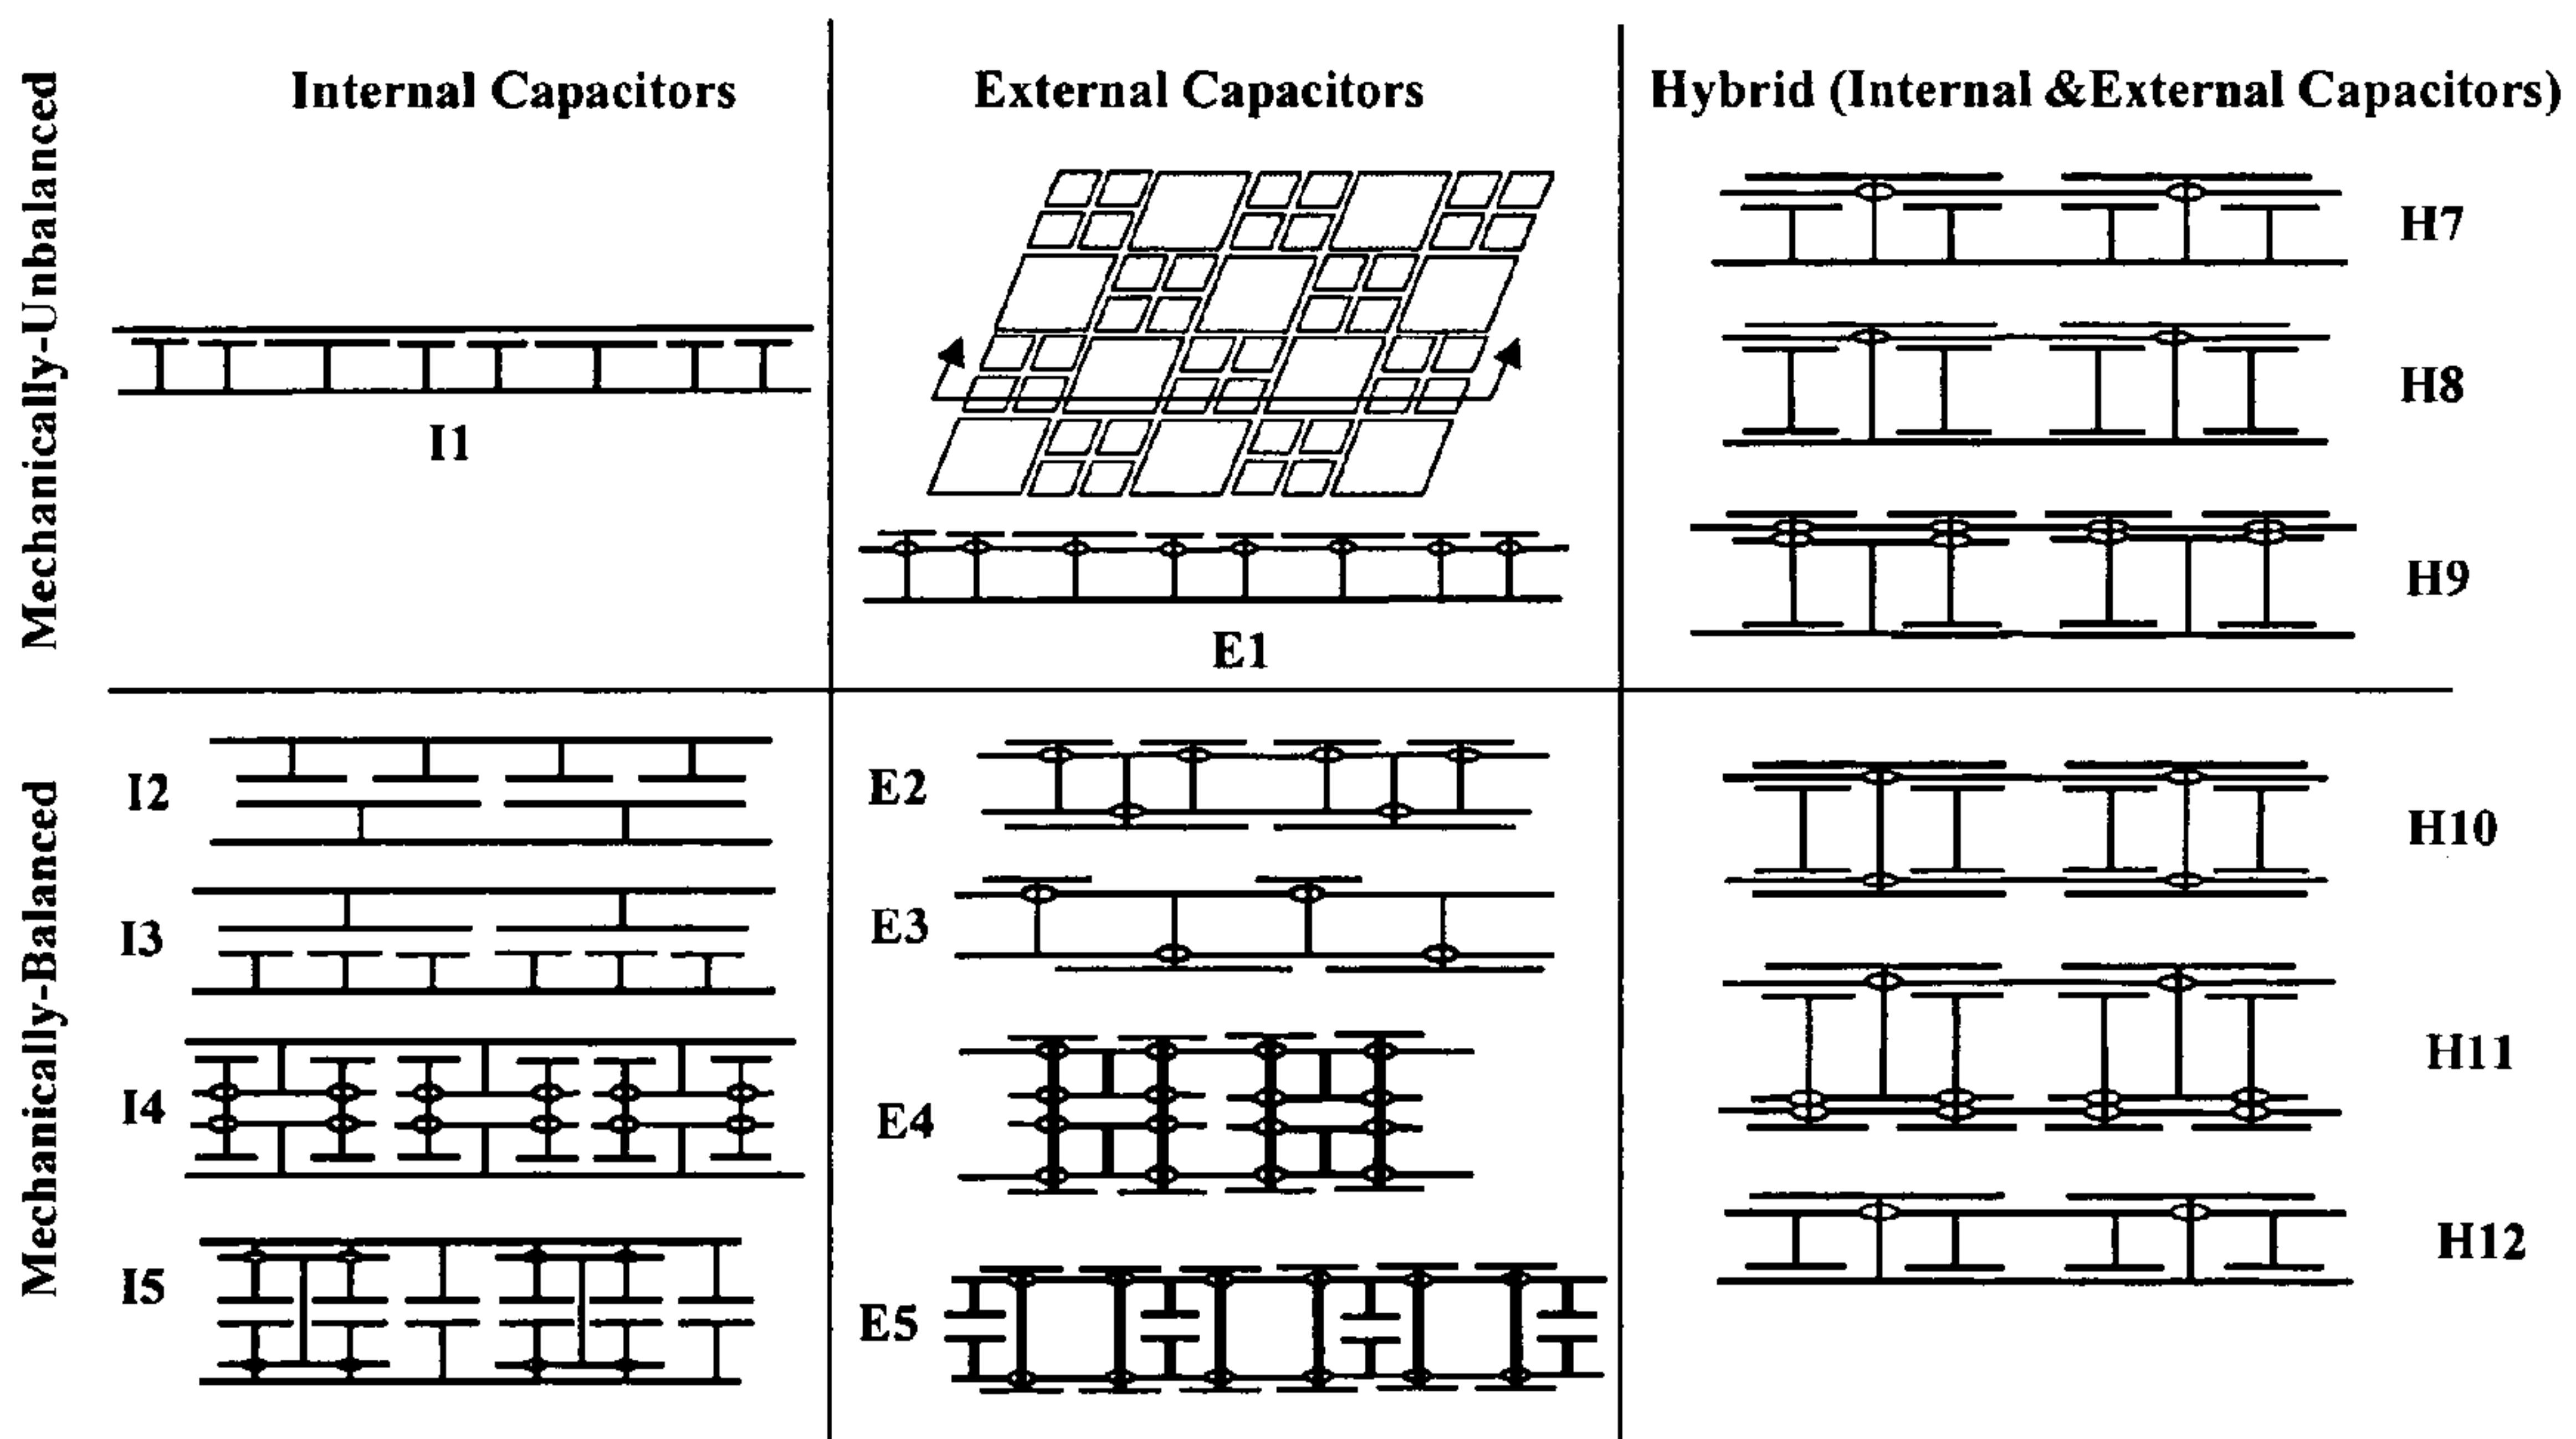 Internal Capacitors
External Capacitors
Hybrid (Internal &External Capacitors)
Mechanically-Unbalanced
I1
E1
H7
H8
H9
Mechanically-Balanced
I2
I3
I4
I5
E2
E3
E4
E5
H10
H11
H12